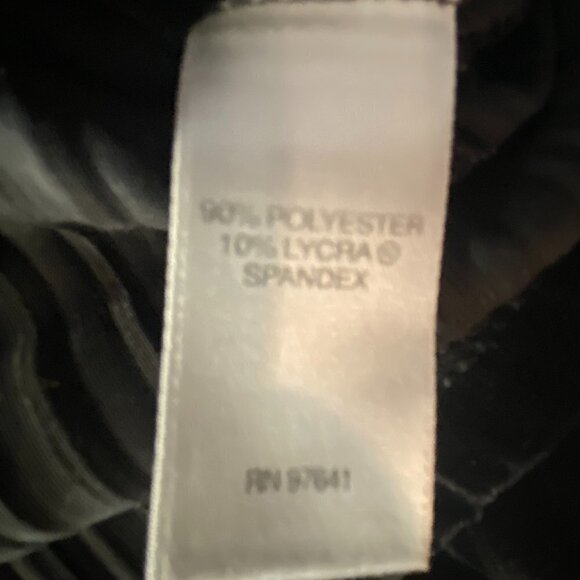 90% POLYESTER
10% LYCRA®
SPANDEX
RN 97641